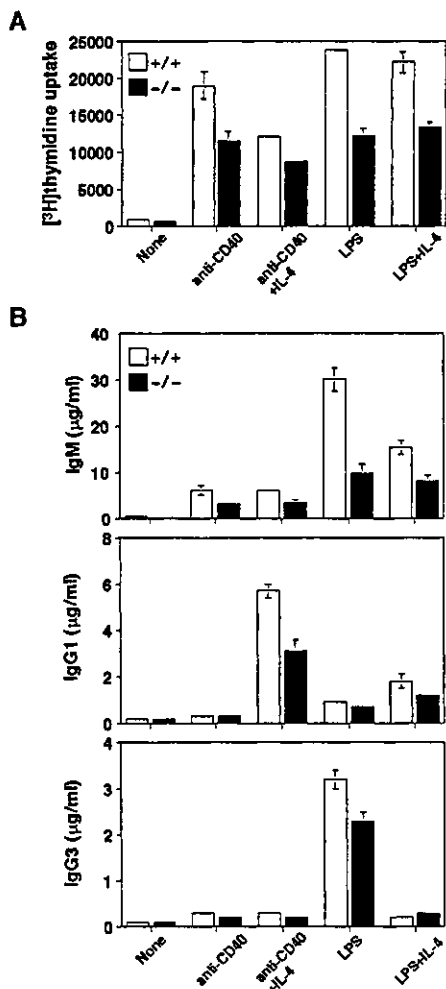 A
[³H]thymidine uptake
25000
20000
15000
10000
5000
0
+/+
-/-
None
anti-CD40
anti-CD40
+IL-4
LPS
LPS+IL-4
B
IgM (μg/ml)
40
30
20
10
0
+/+
-/-
IgG1 (μg/ml)
8
6
4
2
0
IgG3 (μg/ml)
4
3
2
1
0
None
anti-CD40
anti-CD40
+IL-4
LPS
LPS+IL-4